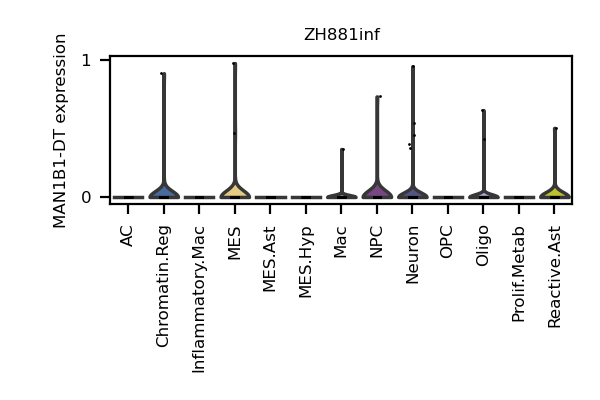 ZH881inf
MAN1B1-DT expression
1
0
AC
Chromatin.Reg
Inflammatory.Mac
MES
MES.Ast
MES.Hyp
Mac
NPC
Neuron
OPC
Oligo
Prolif.Metab
Reactive.Ast